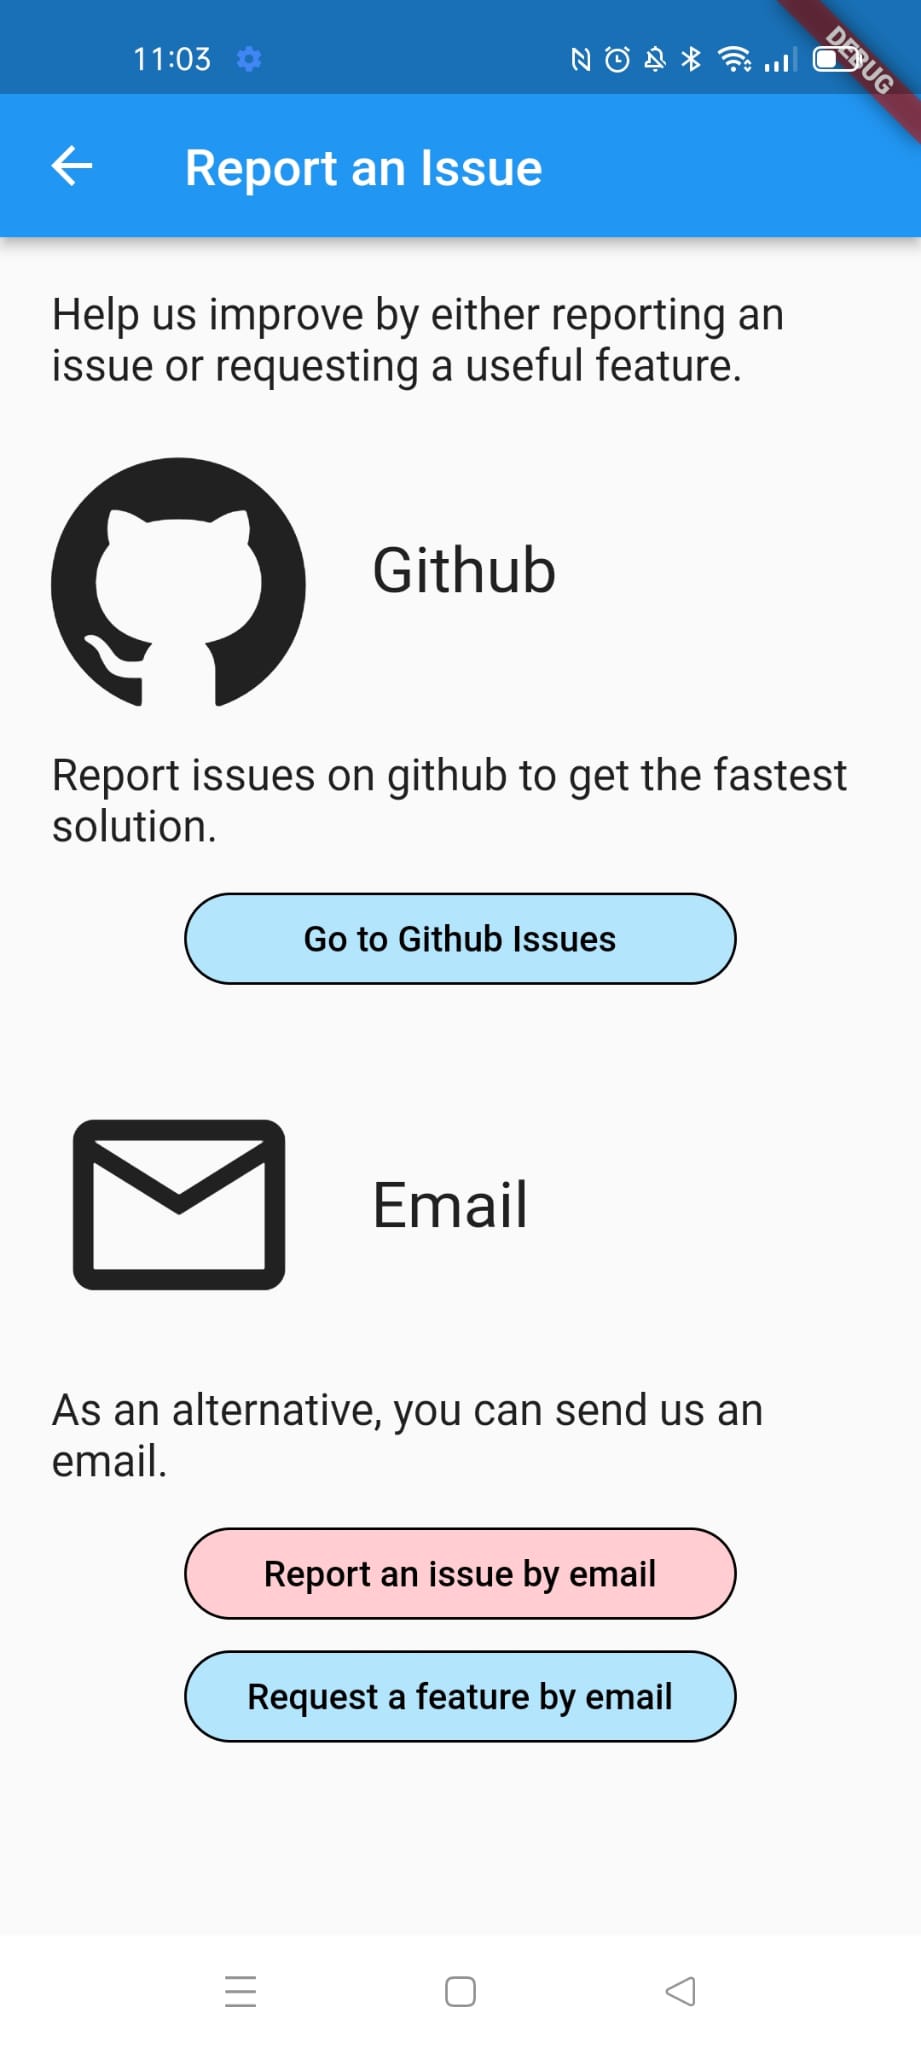 11:03
DEBUG
Report an Issue
Help us improve by either reporting an
issue or requesting a useful feature.
Github
Report issues on github to get the fastest
solution.
Go to Github Issues
Email
As an alternative, you can send us an
email.
Report an issue by email
Request a feature by email